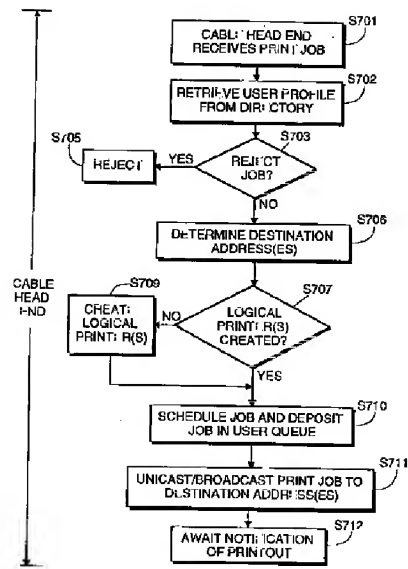 S701
CABLE HEAD END
RECEIVES PRINT JOB
S702
RETRIEVE USER PROFILE
FROM DIRECTORY
S703
S705
REJECT
YES
REJECT
JOB?
NO
S706
DETERMINE DESTINATION
ADDRESS(ES)
CABLE
HEAD
END
S709
S707
CREATE
LOGICAL
PRINTER(S)
NO
LOGICAL
PRINTER(S)
CREATED?
YES
S710
SCHEDULE JOB AND DEPOSIT
JOB IN USER QUEUE
S711
UNICAST/BROADCAST PRINT JOB TO
DESTINATION ADDRESS(ES)
S712
AWAIT NOTIFICATION
OF PRINTOUT